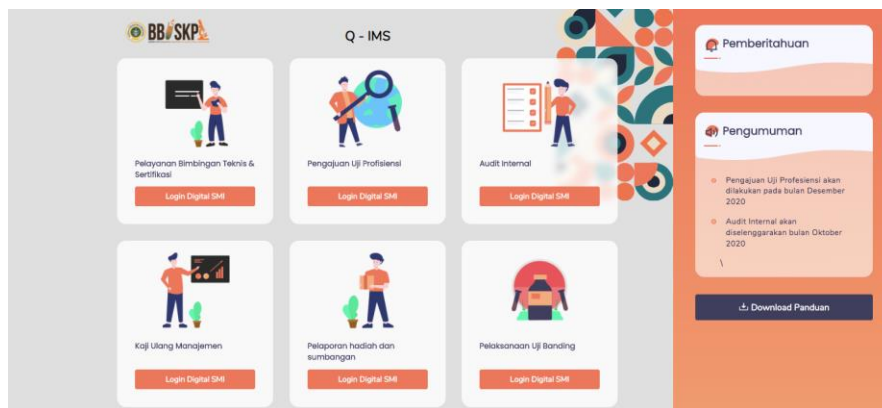 BBUSKP
Q - IMS
Pelayanan Bimbingan Teknis &
Sertifikasi
Login Digital SMI
Pengajuan Uji Profisiensi
Login Digital SMI
Audit Internal
Login Digital SMI
Kaji Ulang Manajemen
Login Digital SMI
Pelaporan hadiah dan
sumbangan
Login Digital SMI
Pelaksanaan Uji Banding
Login Digital SMI
Pemberitahuan
Pengumuman
Pengajuan Uji Profesiensi akan
dilakukan pada bulan Desember
2020
Audit Internal akan
diselenggarakan bulan Oktober
2020
\
Download Panduan